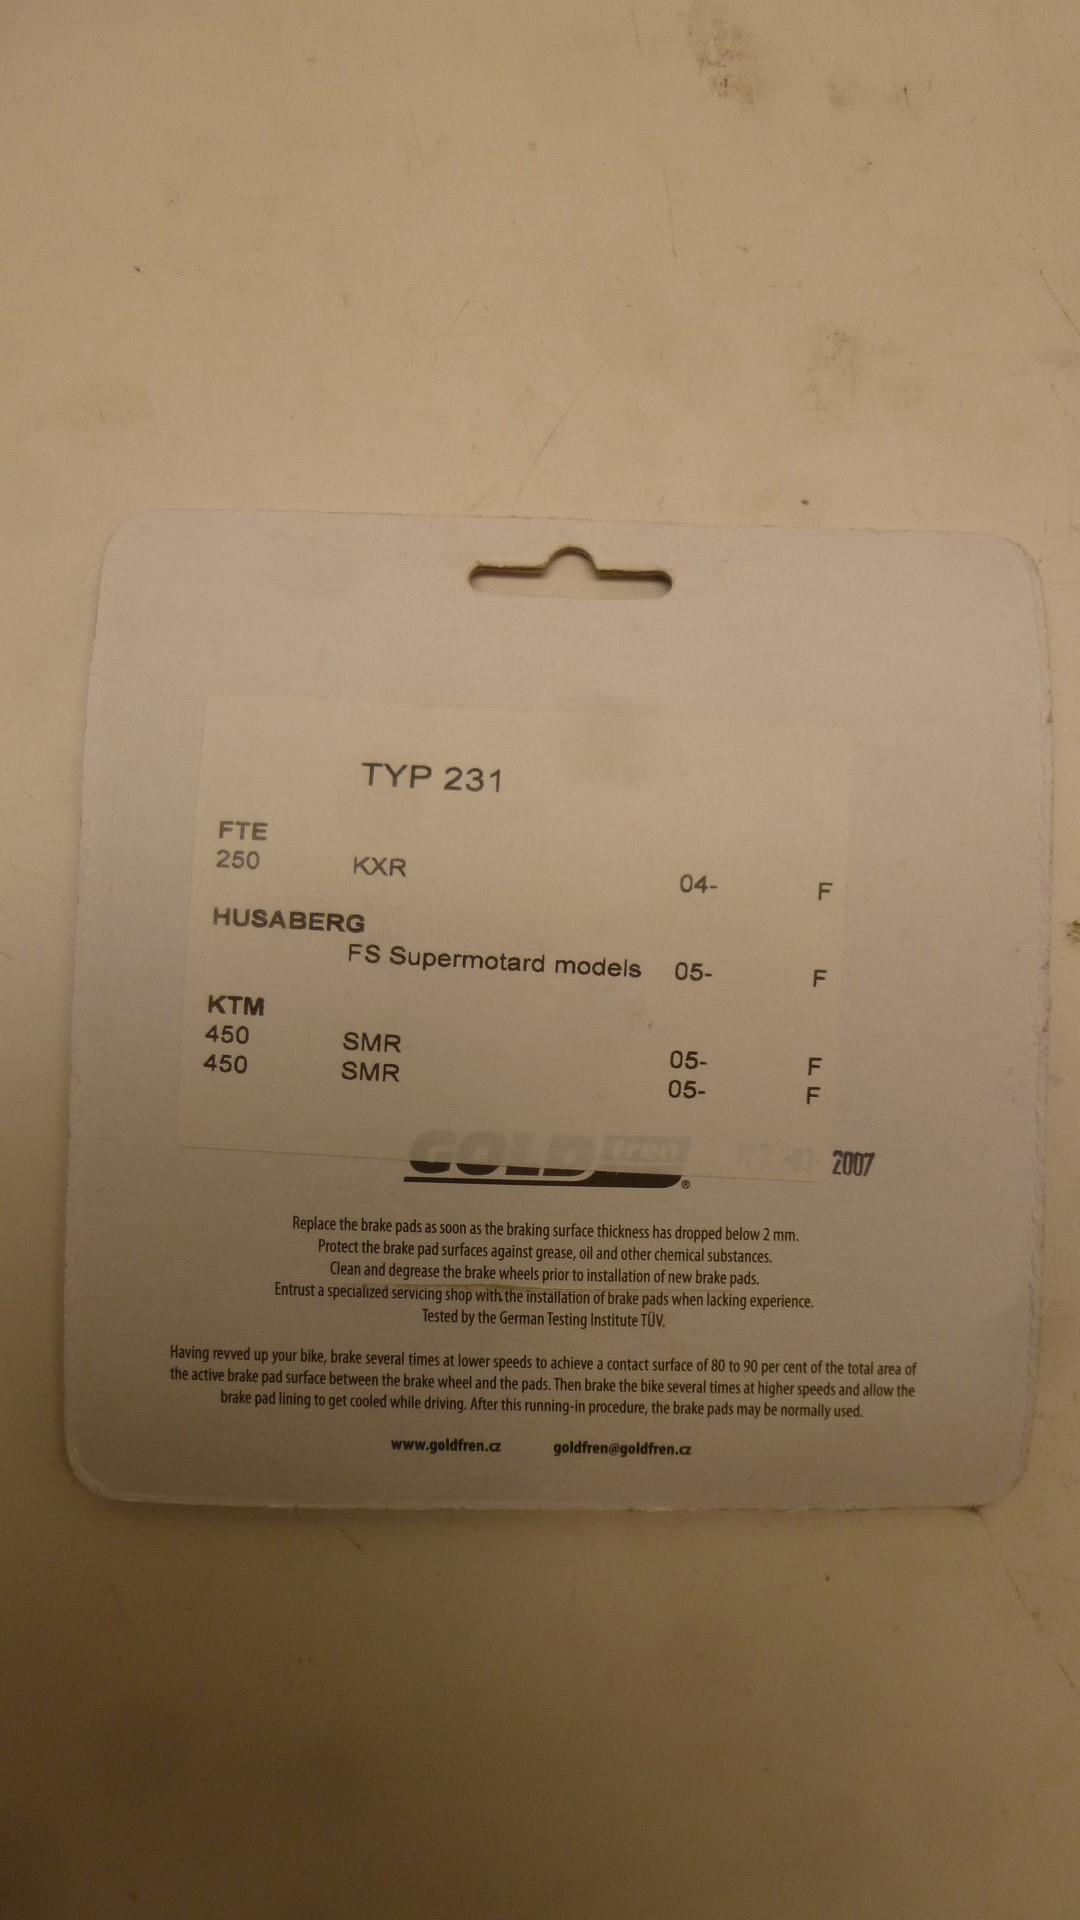 TYP 231
FTE
250 KXR 04- F
HUSABERG
FS Supermotard models 05- F
KTM
450 SMR 05- F
450 SMR 05- F
GOLD fren ® 2007
Replace the brake pads as soon as the braking surface thickness has dropped below 2 mm.
Protect the brake pad surfaces against grease, oil and other chemical substances.
Clean and degrease the brake wheels prior to installation of new brake pads.
Entrust a specialized servicing shop with the installation of brake pads when lacking experience.
Tested by the German Testing Institute TÜV.
Having revved up your bike, brake several times at lower speeds to achieve a contact surface of 80 to 90 per cent of the total area of
the active brake pad surface between the brake wheel and the pads. Then brake the bike several times at higher speeds and allow the
brake pad lining to get cooled while driving. After this running-in procedure, the brake pads may be normally used.
www.goldfren.cz goldfren@goldfren.cz